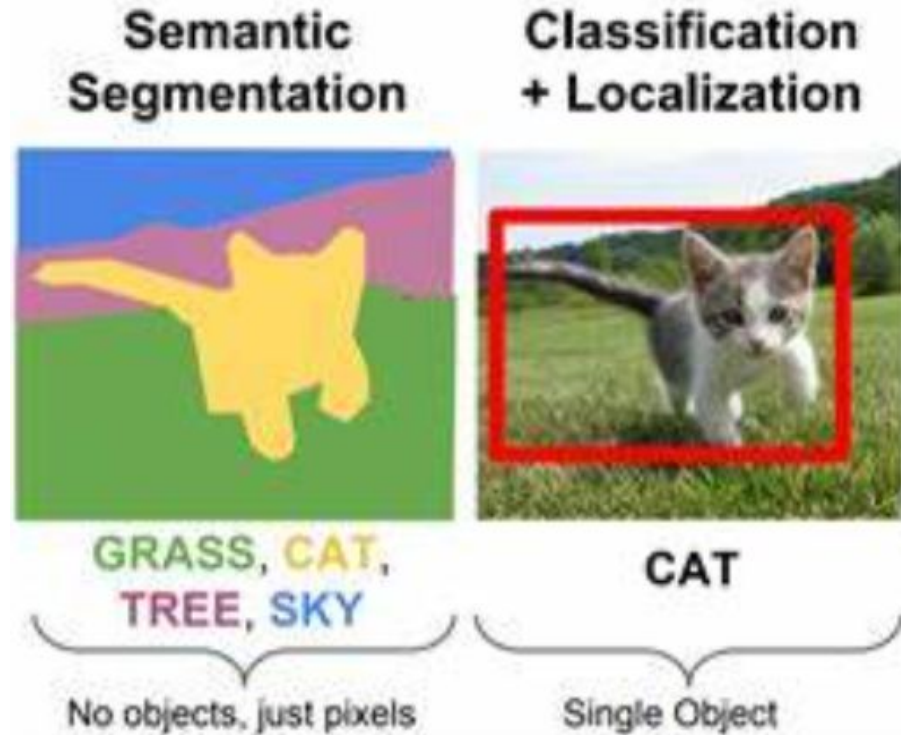 Semantic
Segmentation
GRASS, CAT,
TREE, SKY
No objects, just pixels
Classification
+ Localization
CAT
Single Object